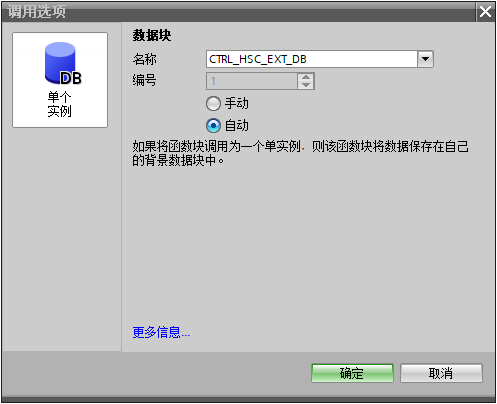 调用选项
数据块
DB
单个
实例
名称
CTRL_HSC_EXT_DB
编号
1
手动
自动
如果将函数块调用为一个单实例，则该函数块将数据保存在自己
的背景数据块中。
更多信息...
确定
取消